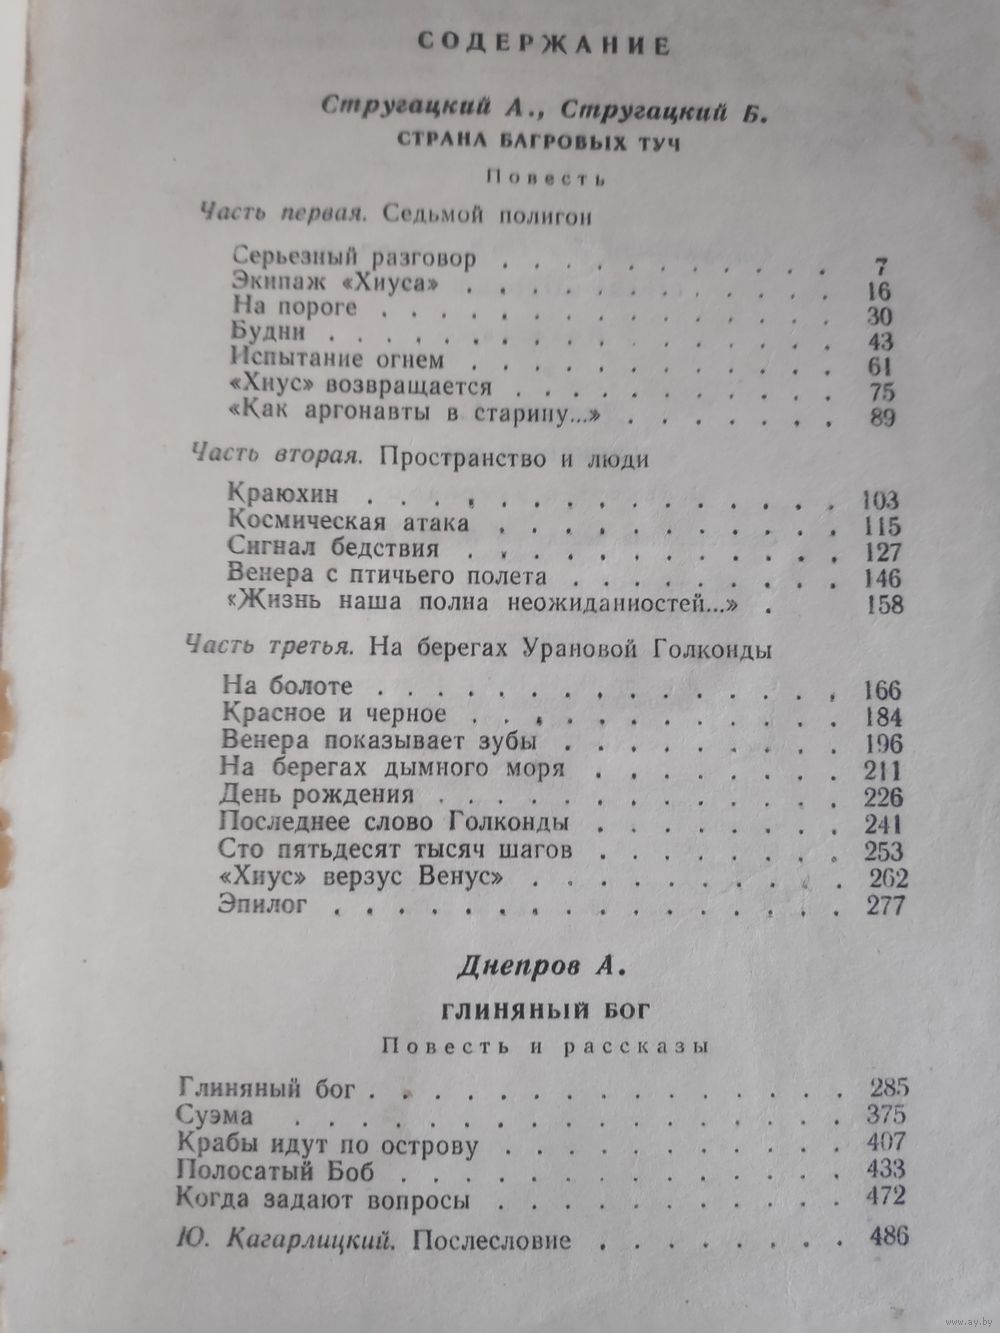 СОДЕРЖАНИЕ
Стругацкий А., Стругацкий Б.
СТРАНА БАГРОВЫХ ТУЧ
Повесть
Часть первая. Седьмой полигон
Серьезный разговор . . . . . . . . . . 7
Экипаж «Хиуса» . . . . . . . . . . . . 16
На пороге . . . . . . . . . . . . . . 30
Будни . . . . . . . . . . . . . . . . 43
Испытание огнем . . . . . . . . . . . . 61
«Хиус» возвращается . . . . . . . . . . 75
«Как аргонавты в старину...» . . . . . . . 89
Часть вторая. Пространство и люди
Краюхин . . . . . . . . . . . . . . 103
Космическая атака . . . . . . . . . . . 115
Сигнал бедствия . . . . . . . . . . . . 127
Венера с птичьего полета . . . . . . . . . 146
«Жизнь наша полна неожиданностей...» . 158
Часть третья. На берегах Урановой Голконды
На болоте . . . . . . . . . . . . . . 166
Красное и черное . . . . . . . . . . . . 184
Венера показывает зубы . . . . . . . . . 196
На берегах дымного моря . . . . . . . . 211
День рождения . . . . . . . . . . . . . 226
Последнее слово Голконды . . . . . . . . 241
Сто пятьдесят тысяч шагов . . . . . . . . 253
«Хиус» верзус Венус» . . . . . . . . . . 262
Эпилог . . . . . . . . . . . . . . . . 277
Днепров А.
ГЛИНЯНЫЙ БОГ
Повесть и рассказы
Глиняный бог . . . . . . . . . . . . . . . 285
Суэма . . . . . . . . . . . . . . . . . 375
Крабы идут по острову . . . . . . . . . . . 407
Полосатый Боб . . . . . . . . . . . . . . 433
Когда задают вопросы . . . . . . . . . . . 472
Ю. Кагарлицкий. Послесловие . . . . . . . . 486
www.ay.by